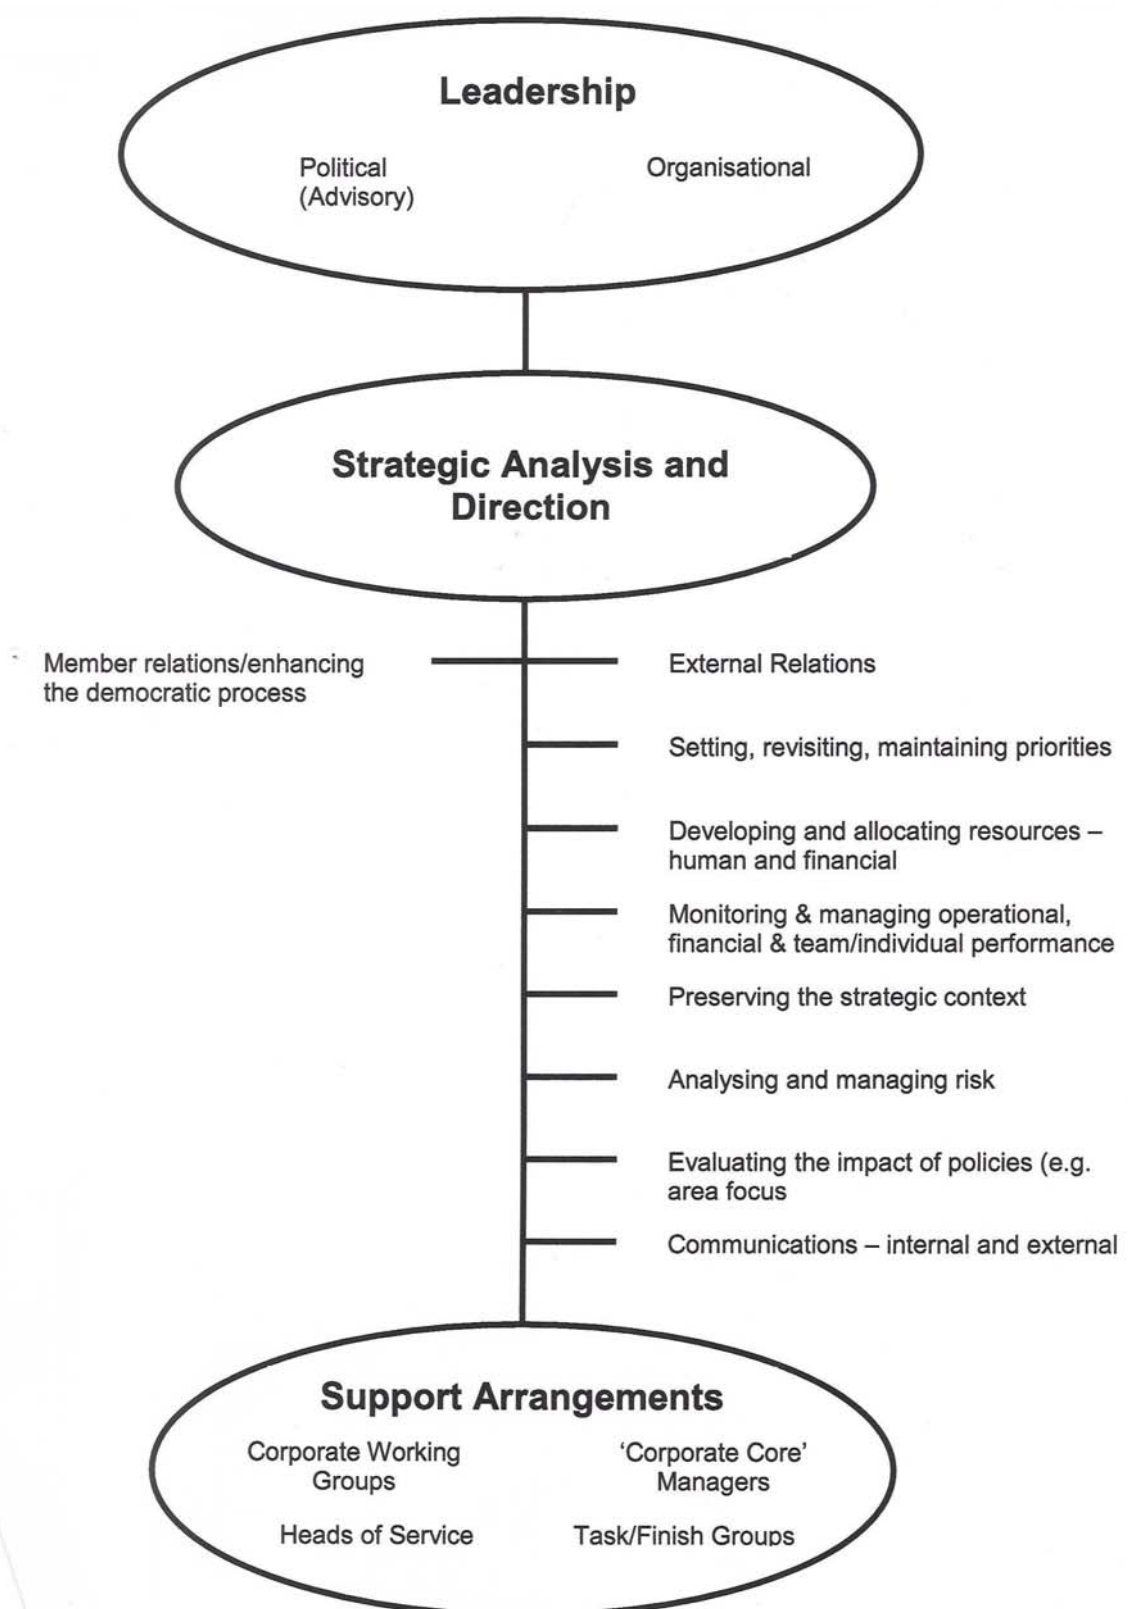 Leadership
Political
(Advisory)
Organisational
Strategic Analysis and
Direction
Member relations/enhancing
the democratic process
External Relations
Setting, revisiting, maintaining priorities
Developing and allocating resources –
human and financial
Monitoring & managing operational,
financial & team/individual performance
Preserving the strategic context
Analysing and managing risk
Evaluating the impact of policies (e.g.
area focus
Communications – internal and external
Support Arrangements
Corporate Working
Groups
'Corporate Core'
Managers
Heads of Service
Task/Finish Groups